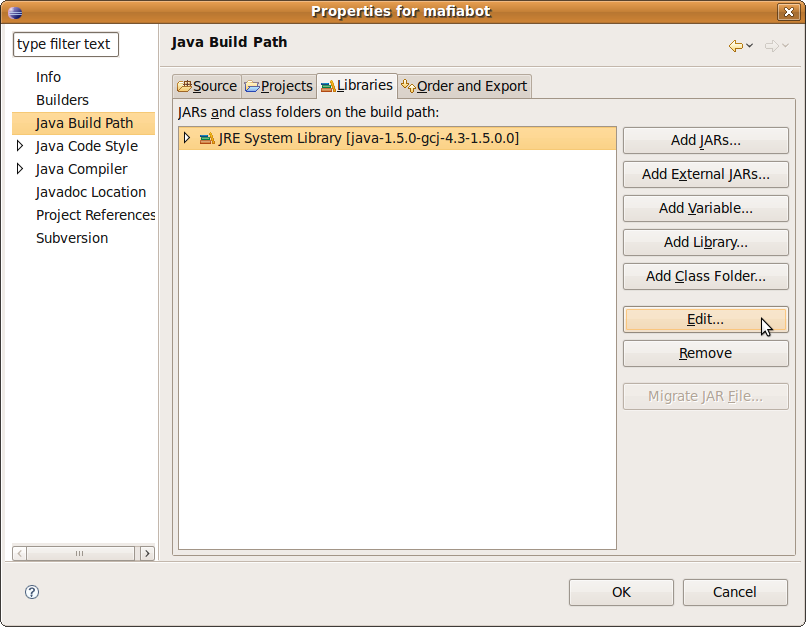 Properties for mafiabot
type filter text
Info
Builders
Java Build Path
Java Code Style
Java Compiler
Javadoc Location
Project References
Subversion
Java Build Path
Source Projects Libraries Order and Export
JARs and class folders on the build path:
JRE System Library [java-1.5.0-gcj-4.3-1.5.0.0]
Add JARs...
Add External JARs...
Add Variable...
Add Library...
Add Class Folder...
Edit...
Remove
Migrate JAR File...
OK Cancel